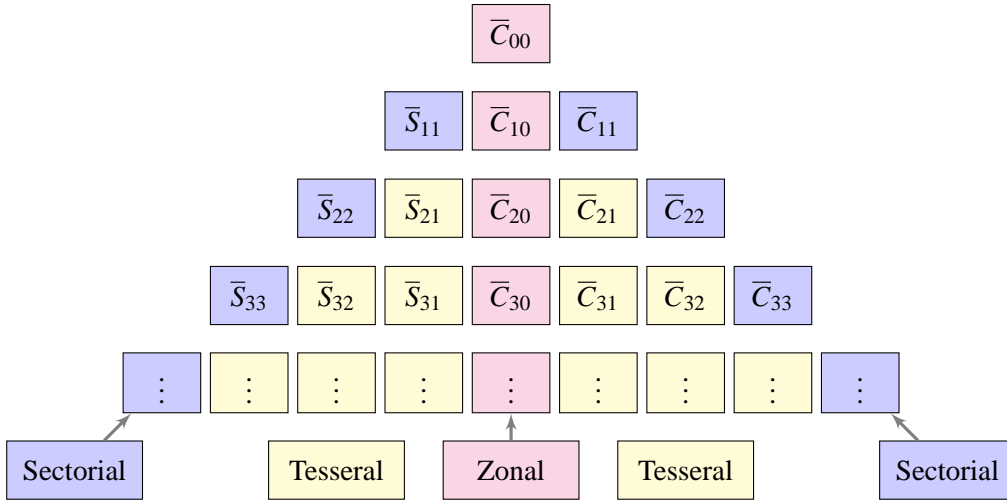 C̅₀₀
S̅₁₁ C̅₁₀ C̅₁₁
S̅₂₂ S̅₂₁ C̅₂₀ C̅₂₁ C̅₂₂
S̅₃₃ S̅₃₂ S̅₃₁ C̅₃₀ C̅₃₁ C̅₃₂ C̅₃₃
⋮ ⋮ ⋮ ⋮ ⋮ ⋮ ⋮ ⋮ ⋮
Sectorial Tesseral Zonal Tesseral Sectorial